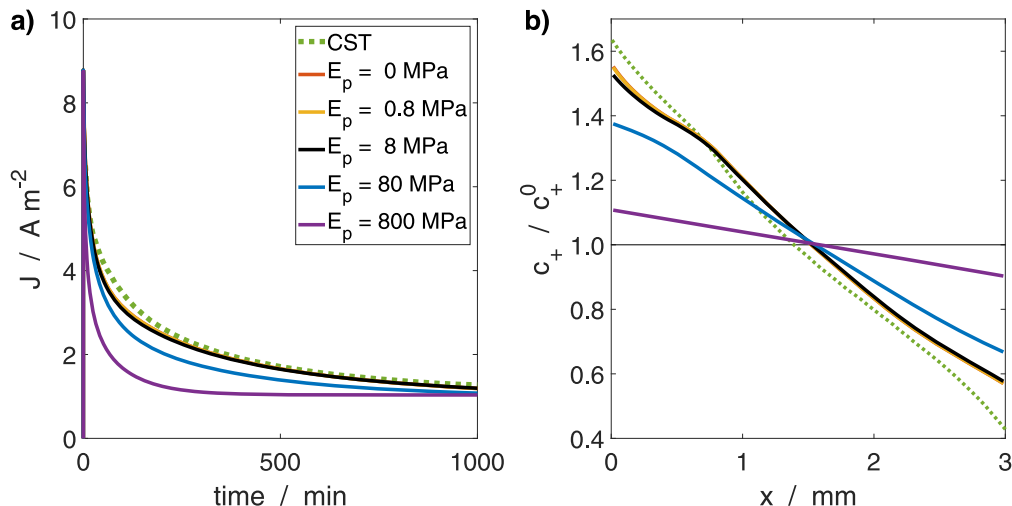 a)
10
8
6
4
2
0
J / A m⁻²
0
500
1000
time / min
CST
Eₚ = 0 MPa
Eₚ = 0.8 MPa
Eₚ = 8 MPa
Eₚ = 80 MPa
Eₚ = 800 MPa
b)
1.6
1.4
1.2
1.0
0.8
0.6
0.4
c₊ / c₊⁰
0
1
2
3
x / mm